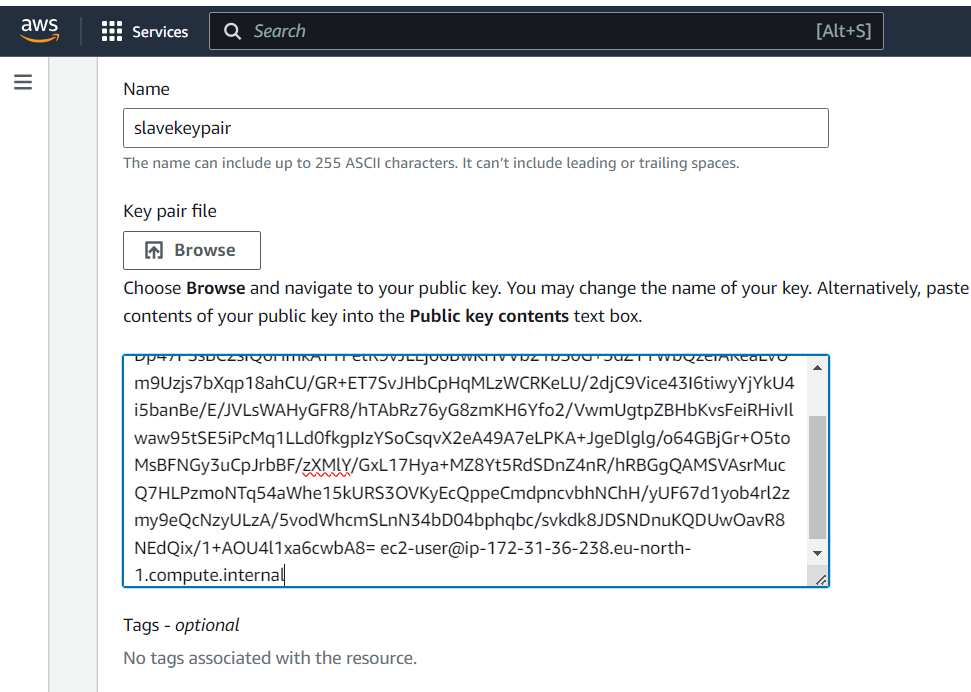 aws
Services
Search
[Alt+S]
Name
slavekeypair
The name can include up to 255 ASCII characters. It can't include leading or trailing spaces.
Key pair file
Browse
Choose Browse and navigate to your public key. You may change the name of your key. Alternatively, paste
contents of your public key into the Public key contents text box.
m9Uzjs7bXqp18ahCU/GR+ET7SvJHbCpHqMLzWCRKeLU/2djC9Vice43I6tiwyYjYkU4
i5banBe/E/JVLsWAHyGFR8/hTAbRz76yG8zmKH6Yfo2/VwmUgtpZBHbKvsFeiRHivIl
waw95tSE5iPcMq1LLd0fkgpIzYSoCsqvX2eA49A7eLPKA+JgeDlglg/o64GBjGr+O5to
MsBFNGy3uCpJrbBF/zXMlY/GxL17Hya+MZ8Yt5RdSDnZ4nR/hRBGgQAMSVAsrMuc
Q7HLPzmoNTq54aWhe15kURS3OVKyEcQppeCmdpncvbhNChH/yUF67d1yob4rl2z
my9eQcNzyULzA/5vodWhcmSLnN34bD04bphqbc/svkdk8JDSNDnuKQDUwOavR8
NEdQix/1+AOU4l1xa6cwbA8= ec2-user@ip-172-31-36-238.eu-north-
1.compute.internal
Tags - optional
No tags associated with the resource.